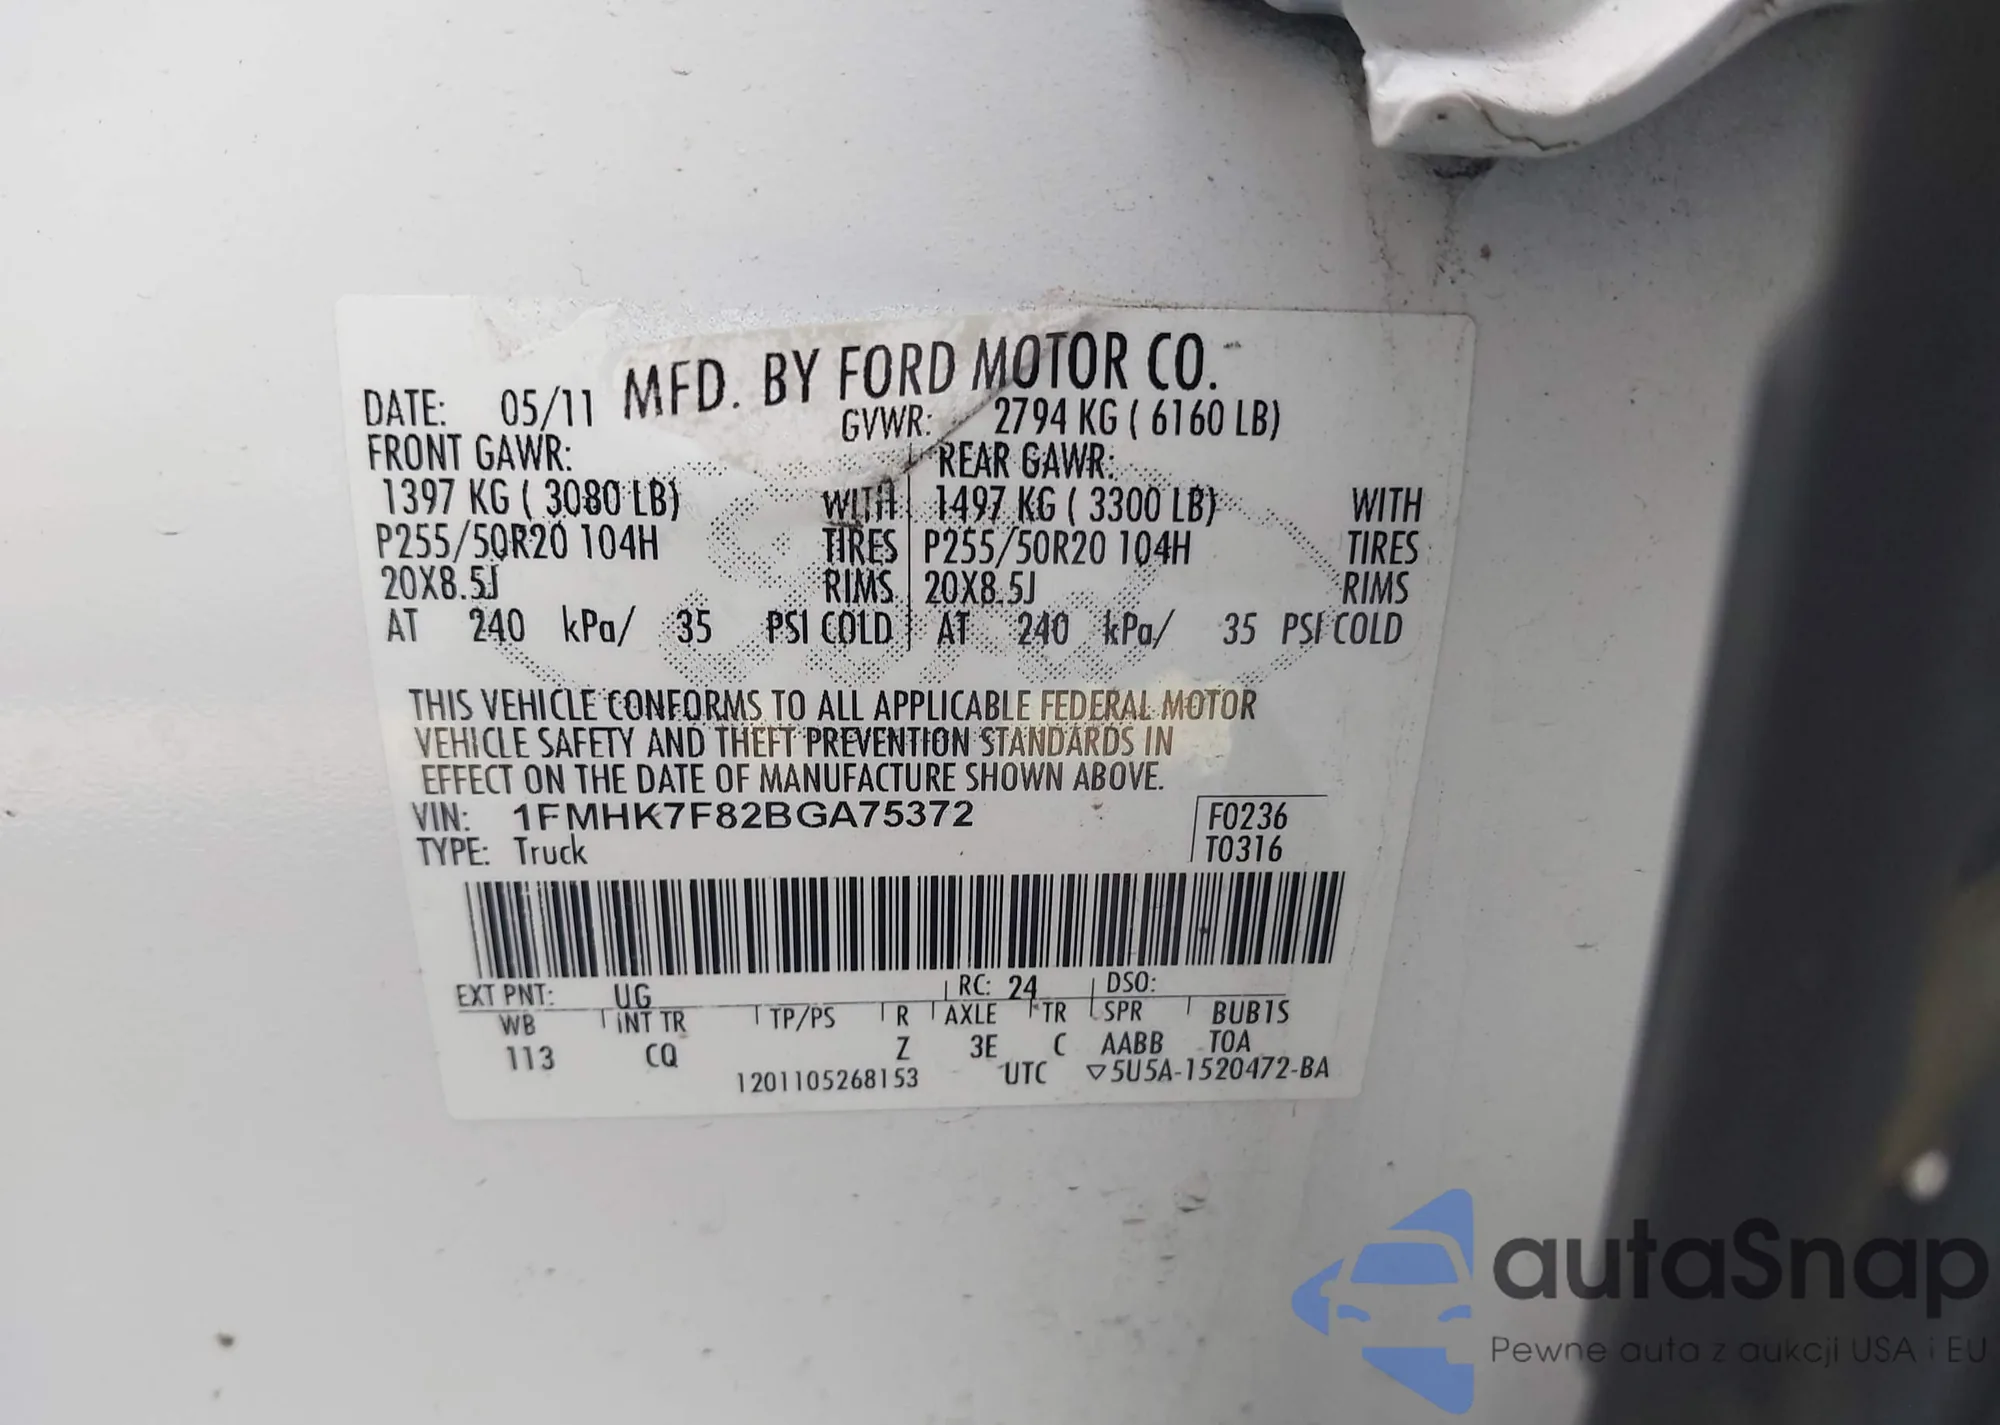 MFD. BY FORD MOTOR CO.
DATE: 05/11 GVWR: 2794 KG ( 6160 LB)
FRONT GAWR: REAR GAWR:
1397 KG ( 3080 LB) WITH 1497 KG ( 3300 LB) WITH
P255/50R20 104H TIRES P255/50R20 104H TIRES
20X8.5J RIMS 20X8.5J RIMS
AT 240 kPa/ 35 PSI COLD AT 240 kPa/ 35 PSI COLD
THIS VEHICLE CONFORMS TO ALL APPLICABLE FEDERAL MOTOR
VEHICLE SAFETY AND THEFT PREVENTION STANDARDS IN
EFFECT ON THE DATE OF MANUFACTURE SHOWN ABOVE.
VIN: 1FMHK7F82BGA75372 F0236
TYPE: Truck T0316
EXT PNT: UG RC: 24 DSO:
WB INT TR TP/PS R AXLE TR SPR BUB1S
113 CQ Z 3E C AABB TOA
1201105268153 UTC ▽5U5A-1520472-BA
autaSnap
Pewne auta z aukcji USA i EU